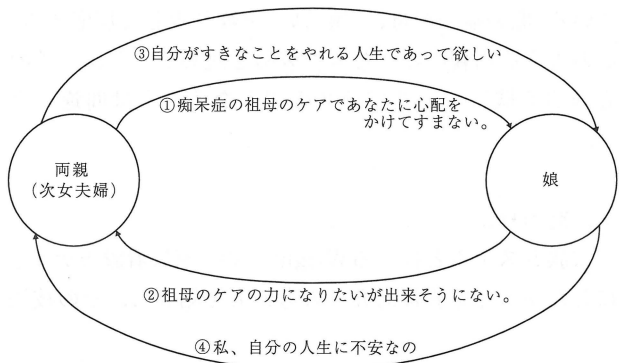 ③自分がすきなことをやれる人生であって欲しい
①痴呆症の祖母のケアであなたに心配を
かけてすまない。
両親
(次女夫婦)
娘
②祖母のケアの力になりたいが出来そうにない。
④私、自分の人生に不安なの